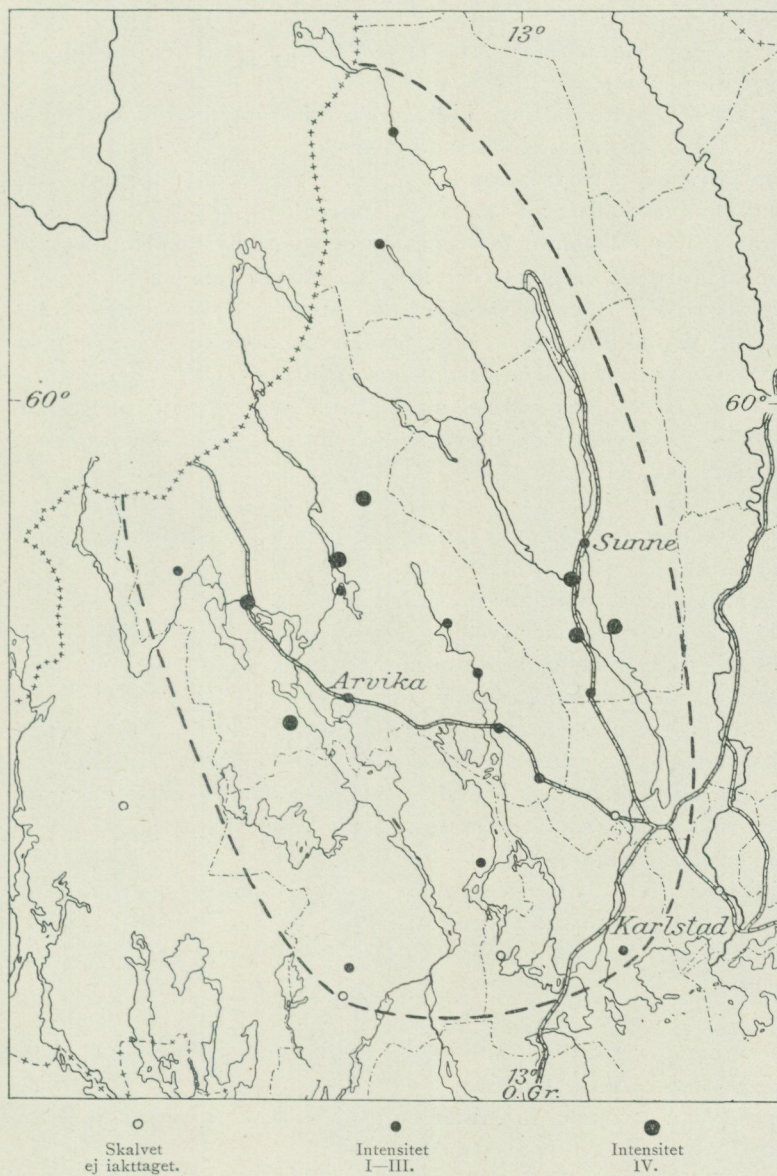 13°
60°
60°
Sunne
Arvika
Karlstad
13°
O. Gr.
Skalvet
ej iakttaget.
Intensitet
I—III.
Intensitet
IV.